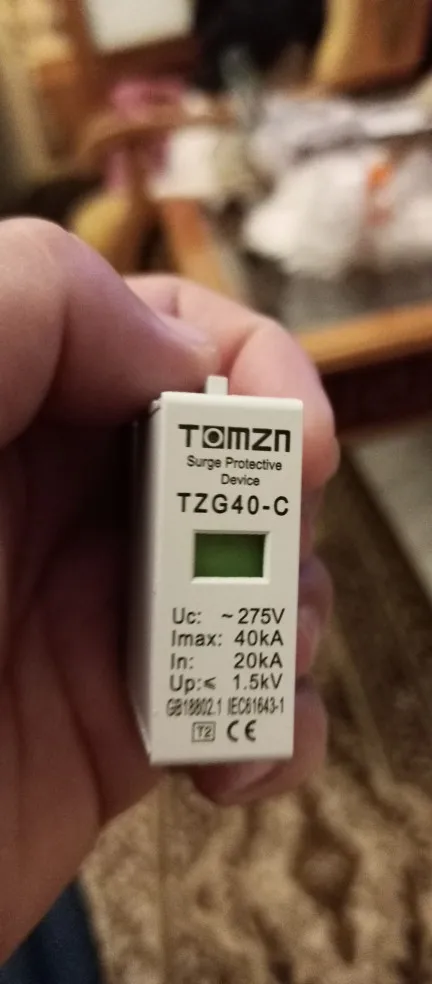 TOMZN
Surge Protective
Device
TZG40-C
Uc: ~275V
Imax: 40kA
In: 20kA
Up:⩽ 1.5kV
GB18802.1 IEC61643-1
T2 CE